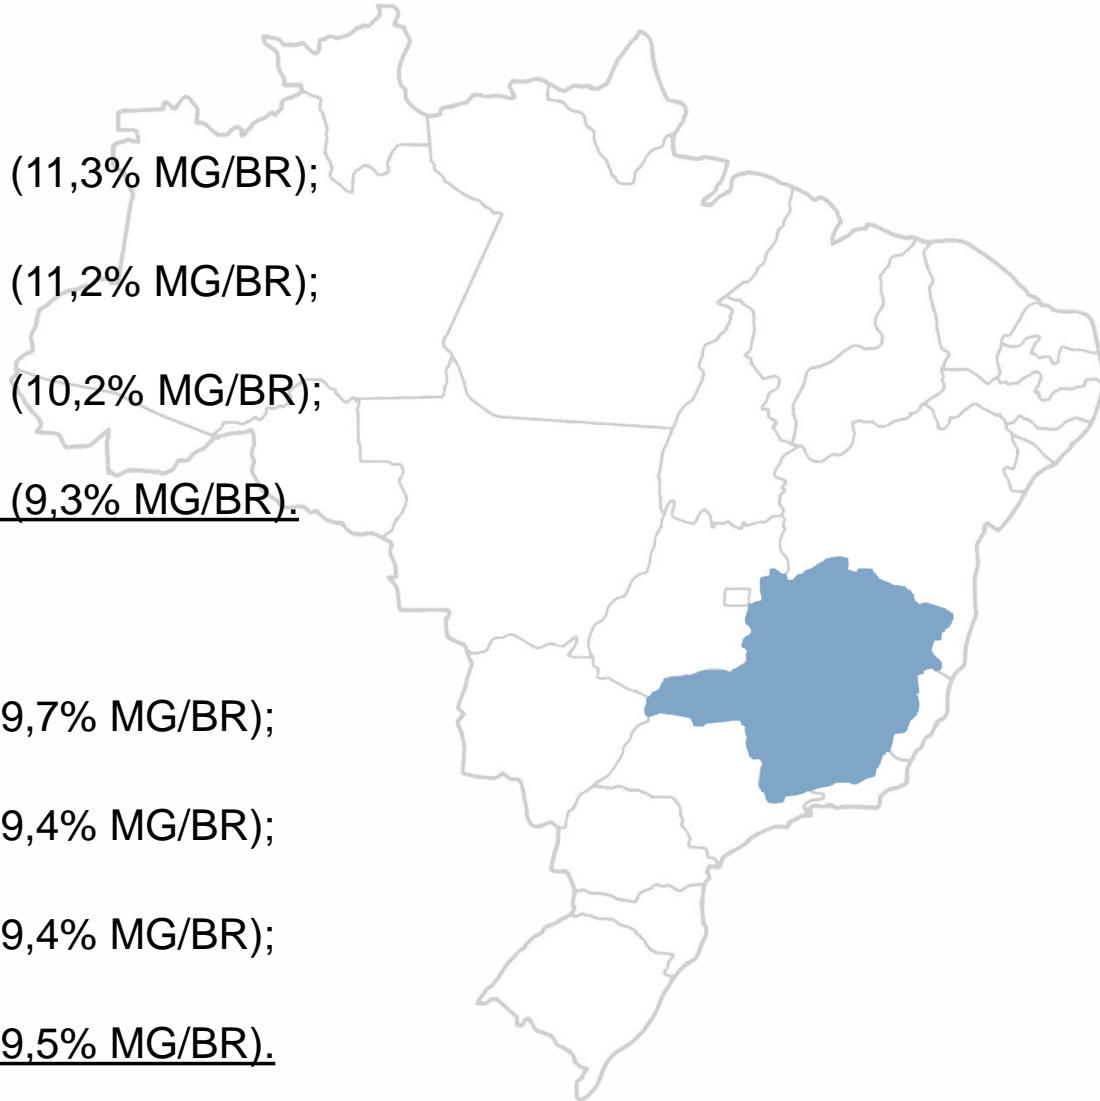 (11,3% MG/BR);
(11,2% MG/BR);
(10,2% MG/BR);
(9,3% MG/BR).
9,7% MG/BR);
9,4% MG/BR);
9,4% MG/BR);
9,5% MG/BR).